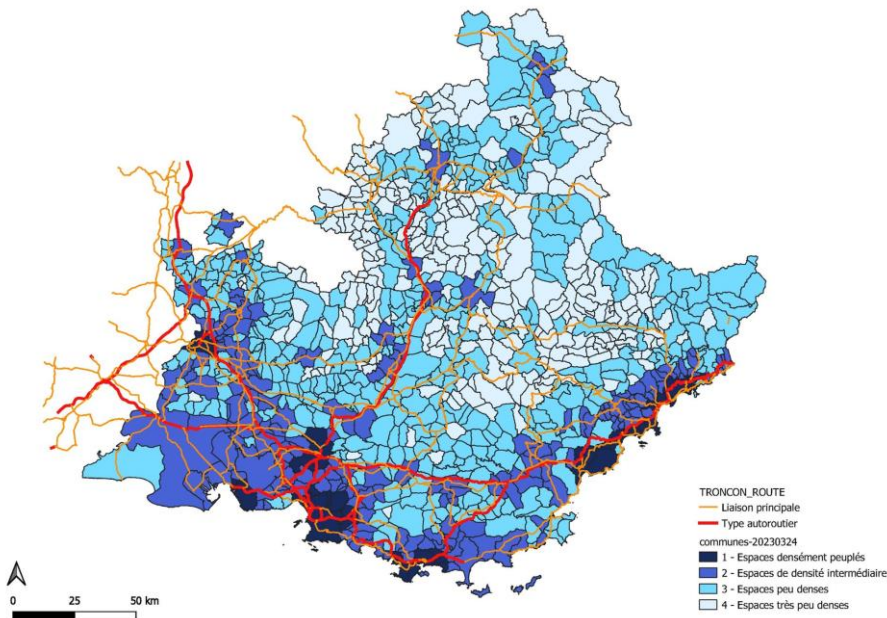 TRONCON_ROUTE
Liaison principale
Type autoroutier
communes-20230324
1 - Espaces densément peuplés
2 - Espaces de densité intermédiaire
3 - Espaces peu denses
4 - Espaces très peu denses
0 25 50 km